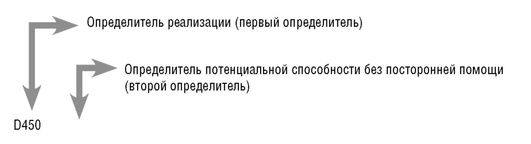 Определитель реализации (первый определитель)
Определитель потенциальной способности без посторонней помощи
(второй определитель)
D450